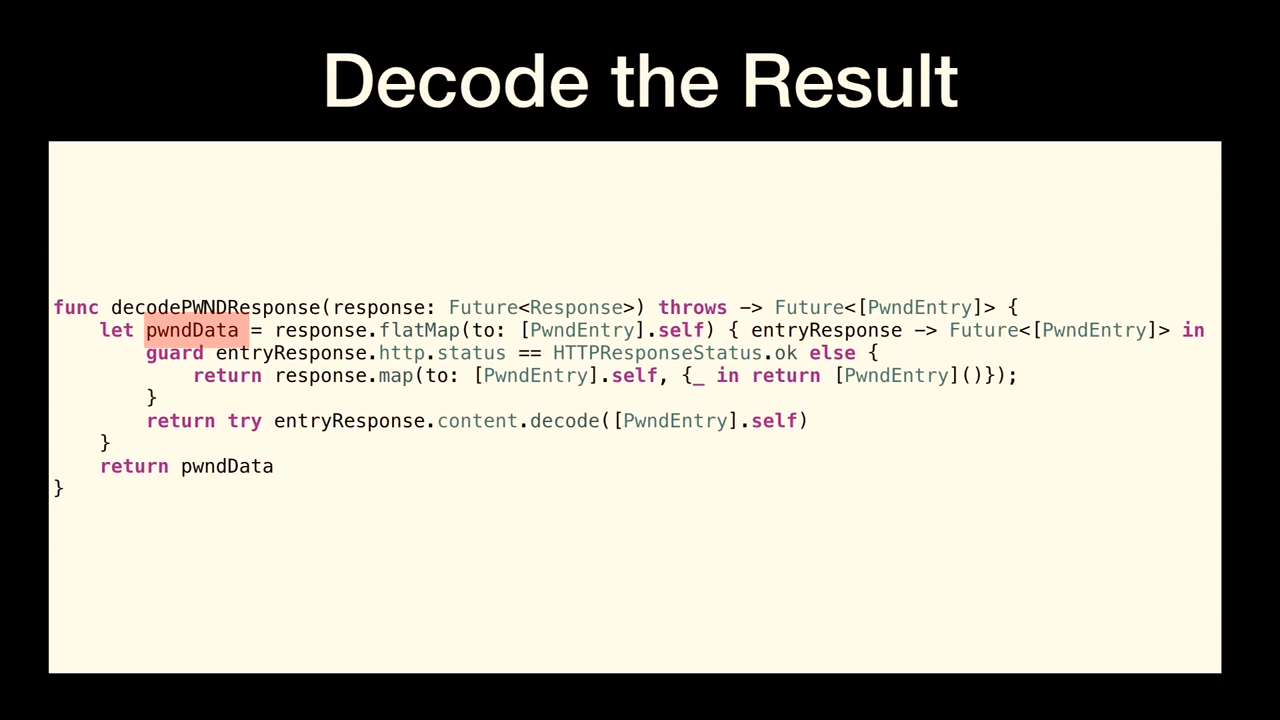 Decode the Result
func decodePWNDResponse(response: Future<Response>) throws -> Future<[PwndEntry]> {
    let pwndData = response.flatMap(to: [PwndEntry].self) { entryResponse -> Future<[PwndEntry]> in
        guard entryResponse.http.status == HTTPResponseStatus.ok else {
            return response.map(to: [PwndEntry].self, {_ in return [PwndEntry]()});
        }
        return try entryResponse.content.decode([PwndEntry].self)
    }
    return pwndData
}